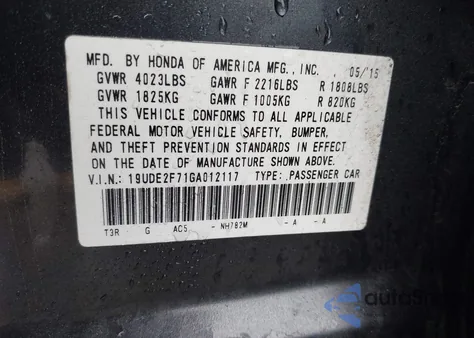 MFD. BY HONDA OF AMERICA MFG., INC. 05/15
GVWR 4023LBS GAWR F 2216LBS R 1808LBS
GVWR 1825KG GAWR F 1005KG R 820KG
THIS VEHICLE CONFORMS TO ALL APPLICABLE
FEDERAL MOTOR VEHICLE SAFETY, BUMPER,
AND THEFT PREVENTION STANDARDS IN EFFECT
ON THE DATE OF MANUFACTURE SHOWN ABOVE.
V.I.N.: 19UDE2F71GA012117 TYPE: PASSENGER CAR
T3R G AC5 - NH782M - A - A